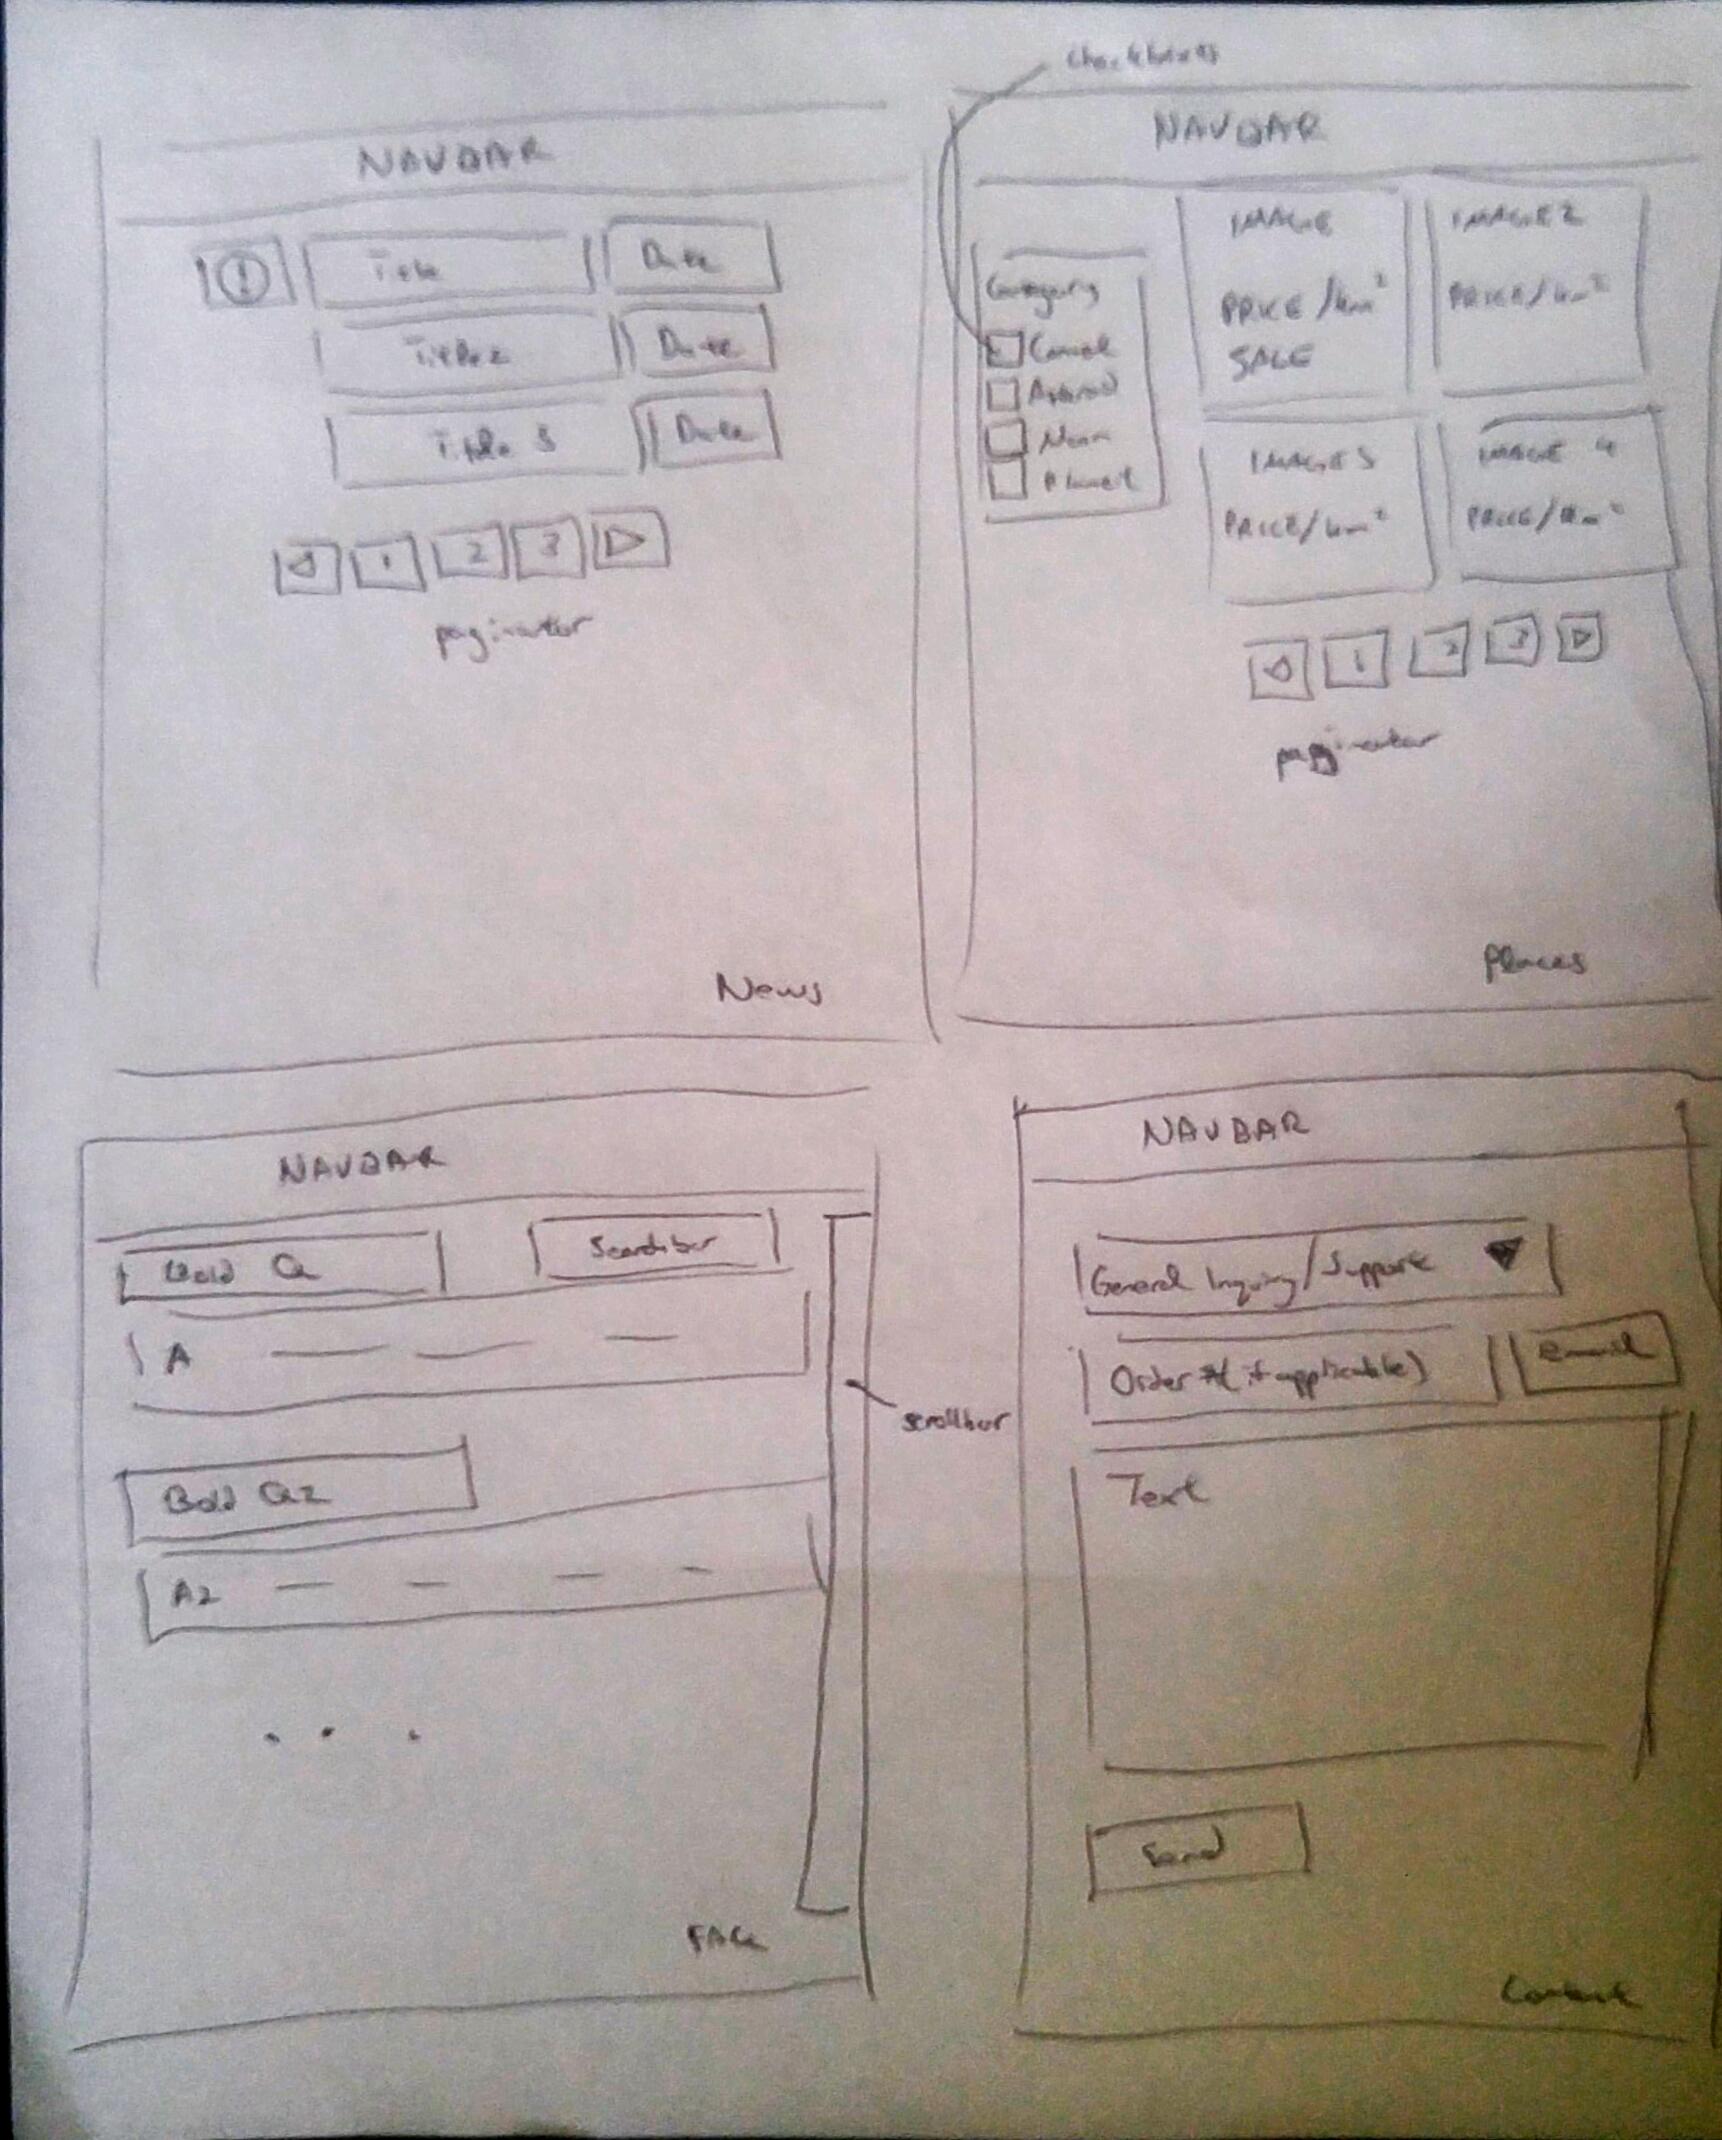 checkboxes
NAVBAR
! Title Date
Title 2 Date
Title 3 Date
1 2 3
paginator
News
NAVBAR
Category
Comet
Asteroid
Moon
Planet
IMAGE
PRICE/km²
SALE
IMAGE 2
PRICE/km²
IMAGE 3
PRICE/km²
IMAGE 4
PRICE/km²
1 2 3
paginator
Places
NAVBAR
Bold Q Searchbar
A
scrollbar
Bold Q2
A2
. . .
FAQ
NAVBAR
General Inquiry/Support
Order #(if applicable) email
Text
Send
Contact